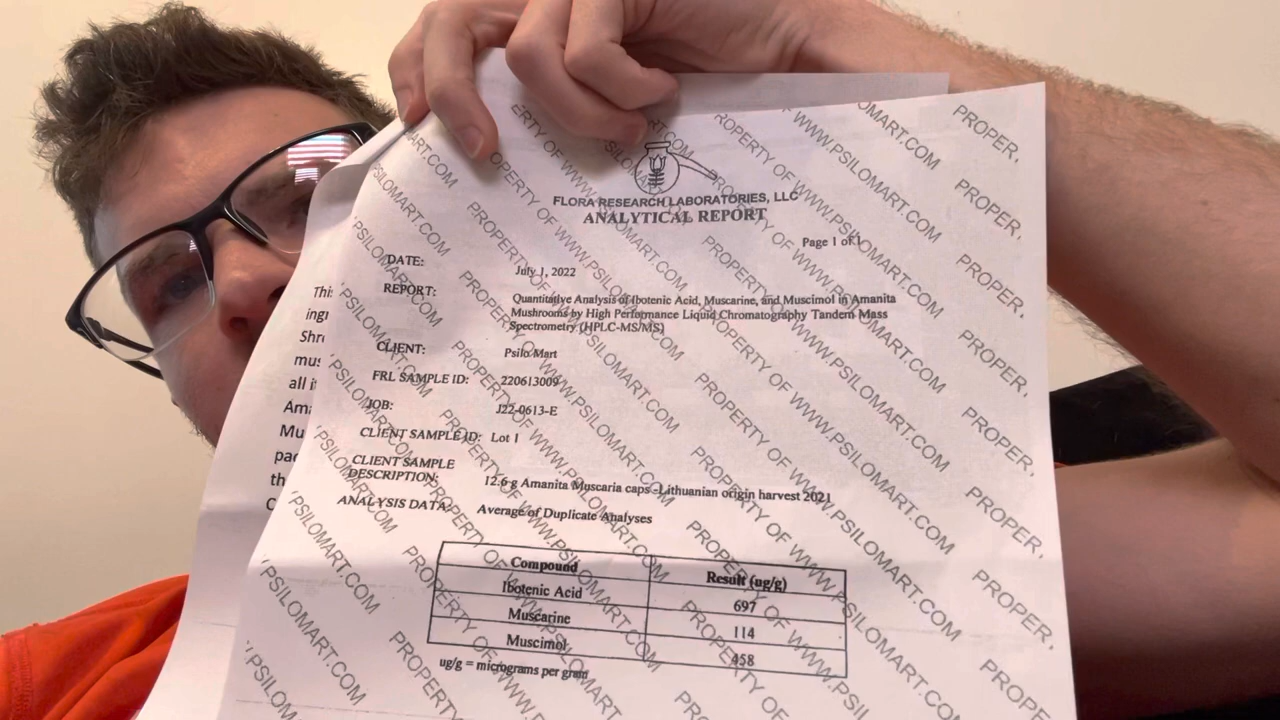 FLORA RESEARCH LABORATORIES, LLC
ANALYTICAL REPORT
Page 1 of 1
DATE: July 1, 2022
REPORT: Quantitative Analysis of Ibotenic Acid, Muscarine, and Muscimol in Amanita
Mushrooms by High Performance Liquid Chromatography Tandem Mass
Spectrometry (HPLC-MS/MS)
CLIENT: Psilo Mart
FRL SAMPLE ID: 220613009
JOB: J22-0613-E
CLIENT SAMPLE ID: Lot 1
CLIENT SAMPLE
DESCRIPTION: 12.6 g Amanita Muscaria caps -Lithuanian origin harvest 2021
ANALYSIS DATA: Average of Duplicate Analyses
Compound Result (ug/g)
Ibotenic Acid 697
Muscarine 114
Muscimol 458
ug/g = micrograms per gram
PROPERTY OF WWW.PSILOMART.COM
This
all